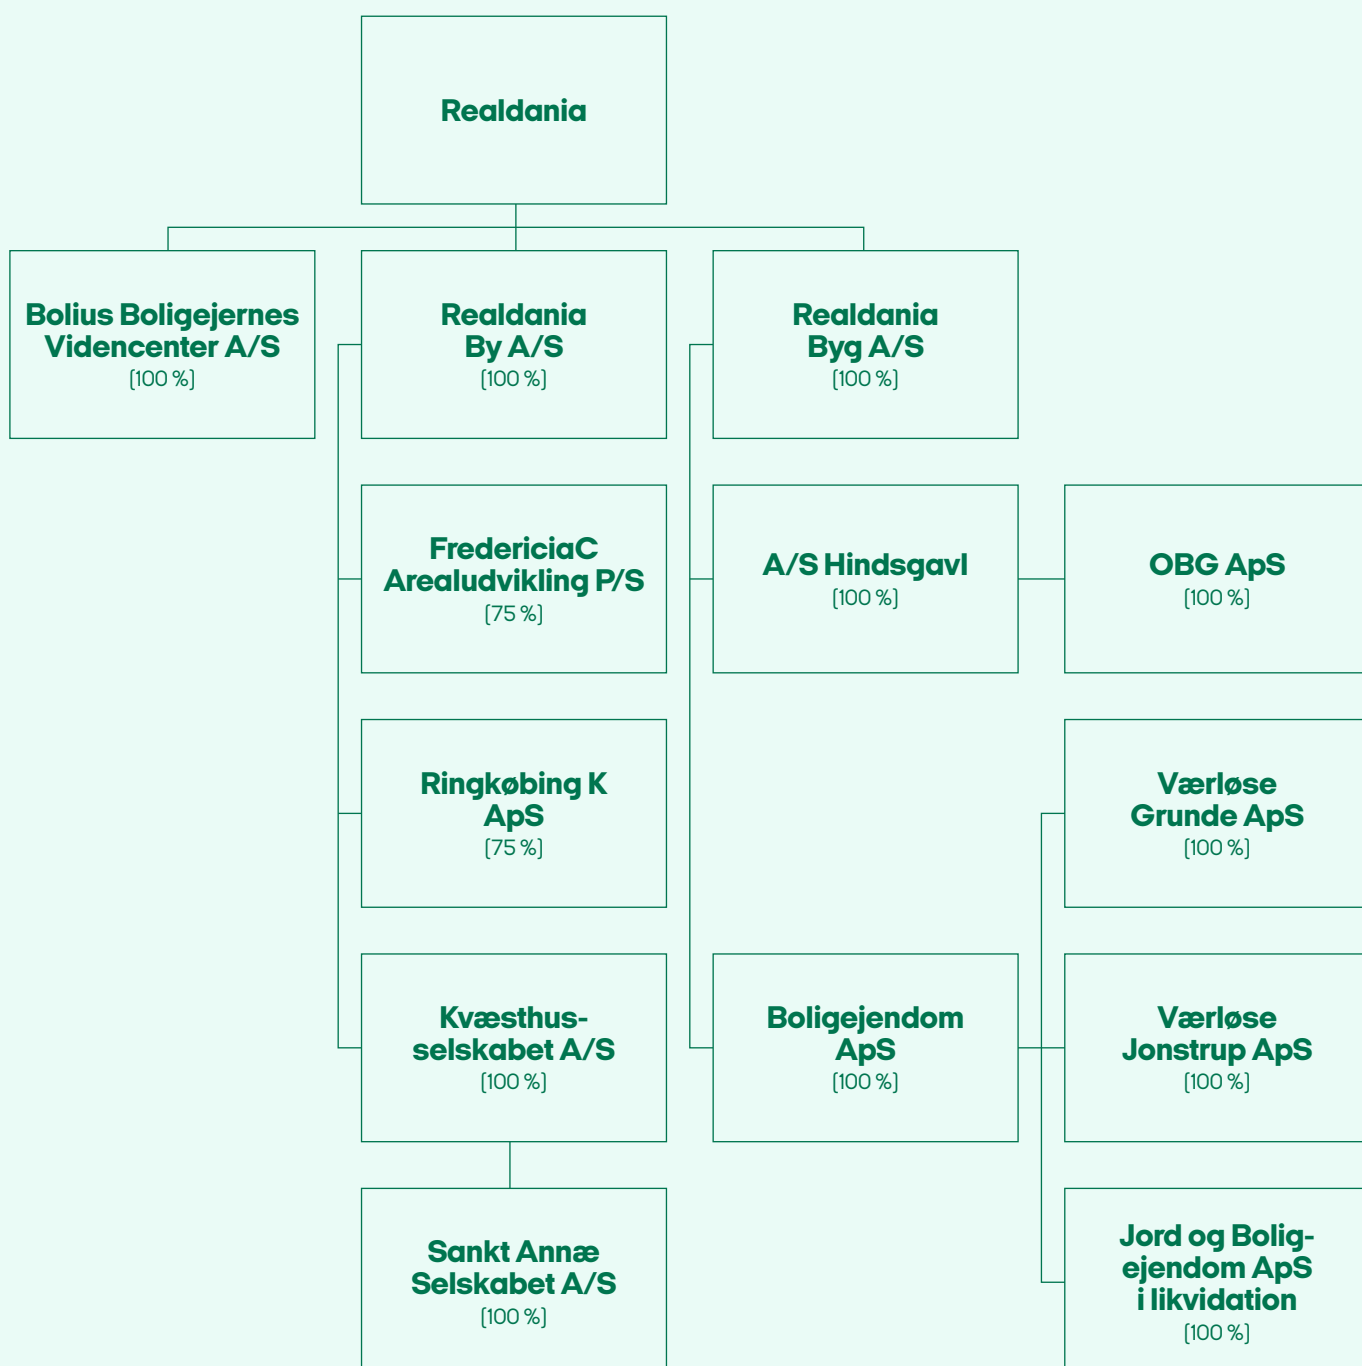 Realdania
Bolius Boligejernes
Videncenter A/S
(100 %)
Realdania
By A/S
(100 %)
Realdania
Byg A/S
(100 %)
FredericiaC
Arealudvikling P/S
(75 %)
A/S Hindsgavl
(100 %)
OBG ApS
(100 %)
Ringkøbing K
ApS
(75 %)
Værløse
Grunde ApS
(100 %)
Kvæsthus-
selskabet A/S
(100 %)
Boligejendom
ApS
(100 %)
Værløse
Jonstrup ApS
(100 %)
Sankt Annæ
Selskabet A/S
(100 %)
Jord og Bolig-
ejendom ApS
i likvidation
(100 %)